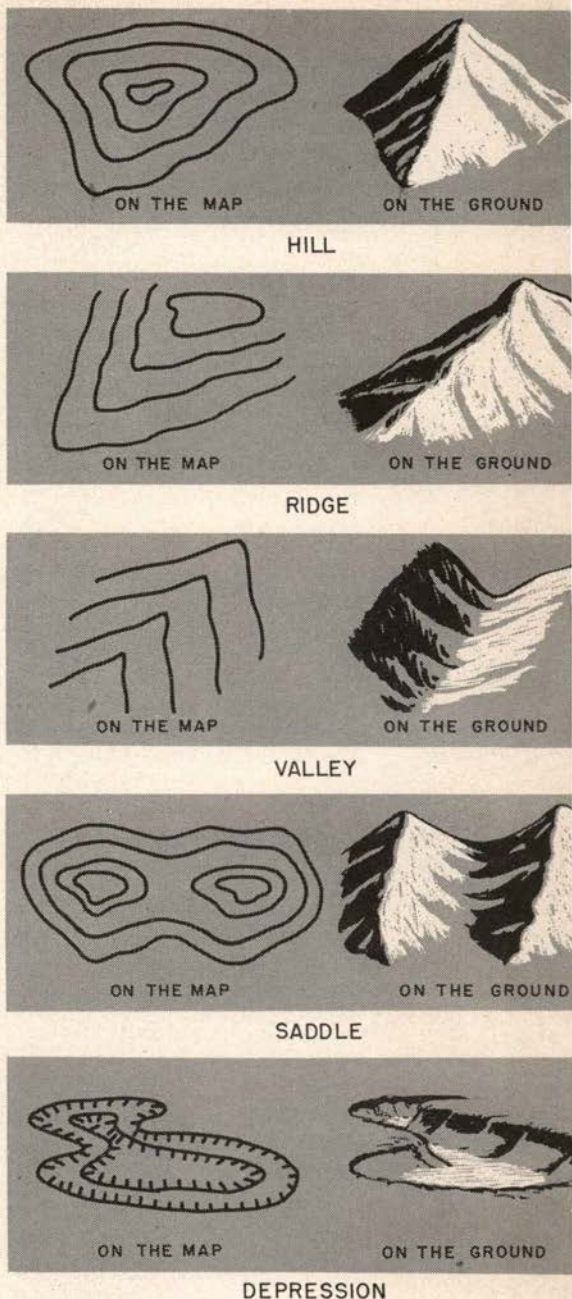 ON THE MAP ON THE GROUND
HILL
ON THE MAP ON THE GROUND
RIDGE
ON THE MAP ON THE GROUND
VALLEY
ON THE MAP ON THE GROUND
SADDLE
ON THE MAP ON THE GROUND
DEPRESSION